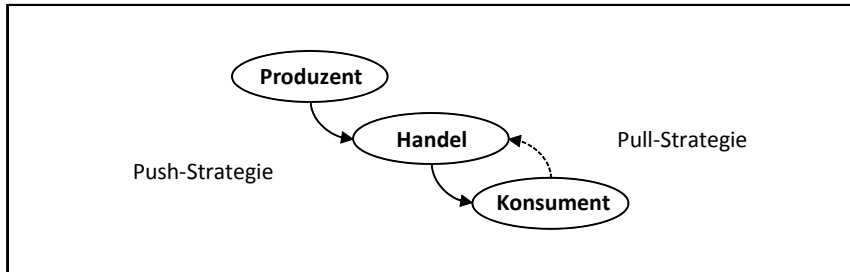 Produzent
Handel
Pull-Strategie
Push-Strategie
Konsument